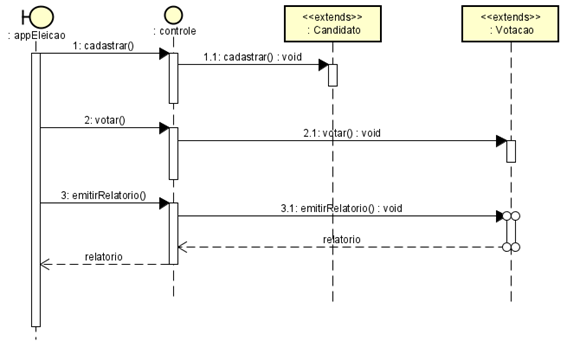 : appEleicao
: controle
<<extends>>
: Candidato
<<extends>>
: Votacao
1: cadastrar()
1.1: cadastrar() : void
2: votar()
2.1: votar() : void
3: emitirRelatorio()
3.1: emitirRelatorio() : void
relatorio
relatorio